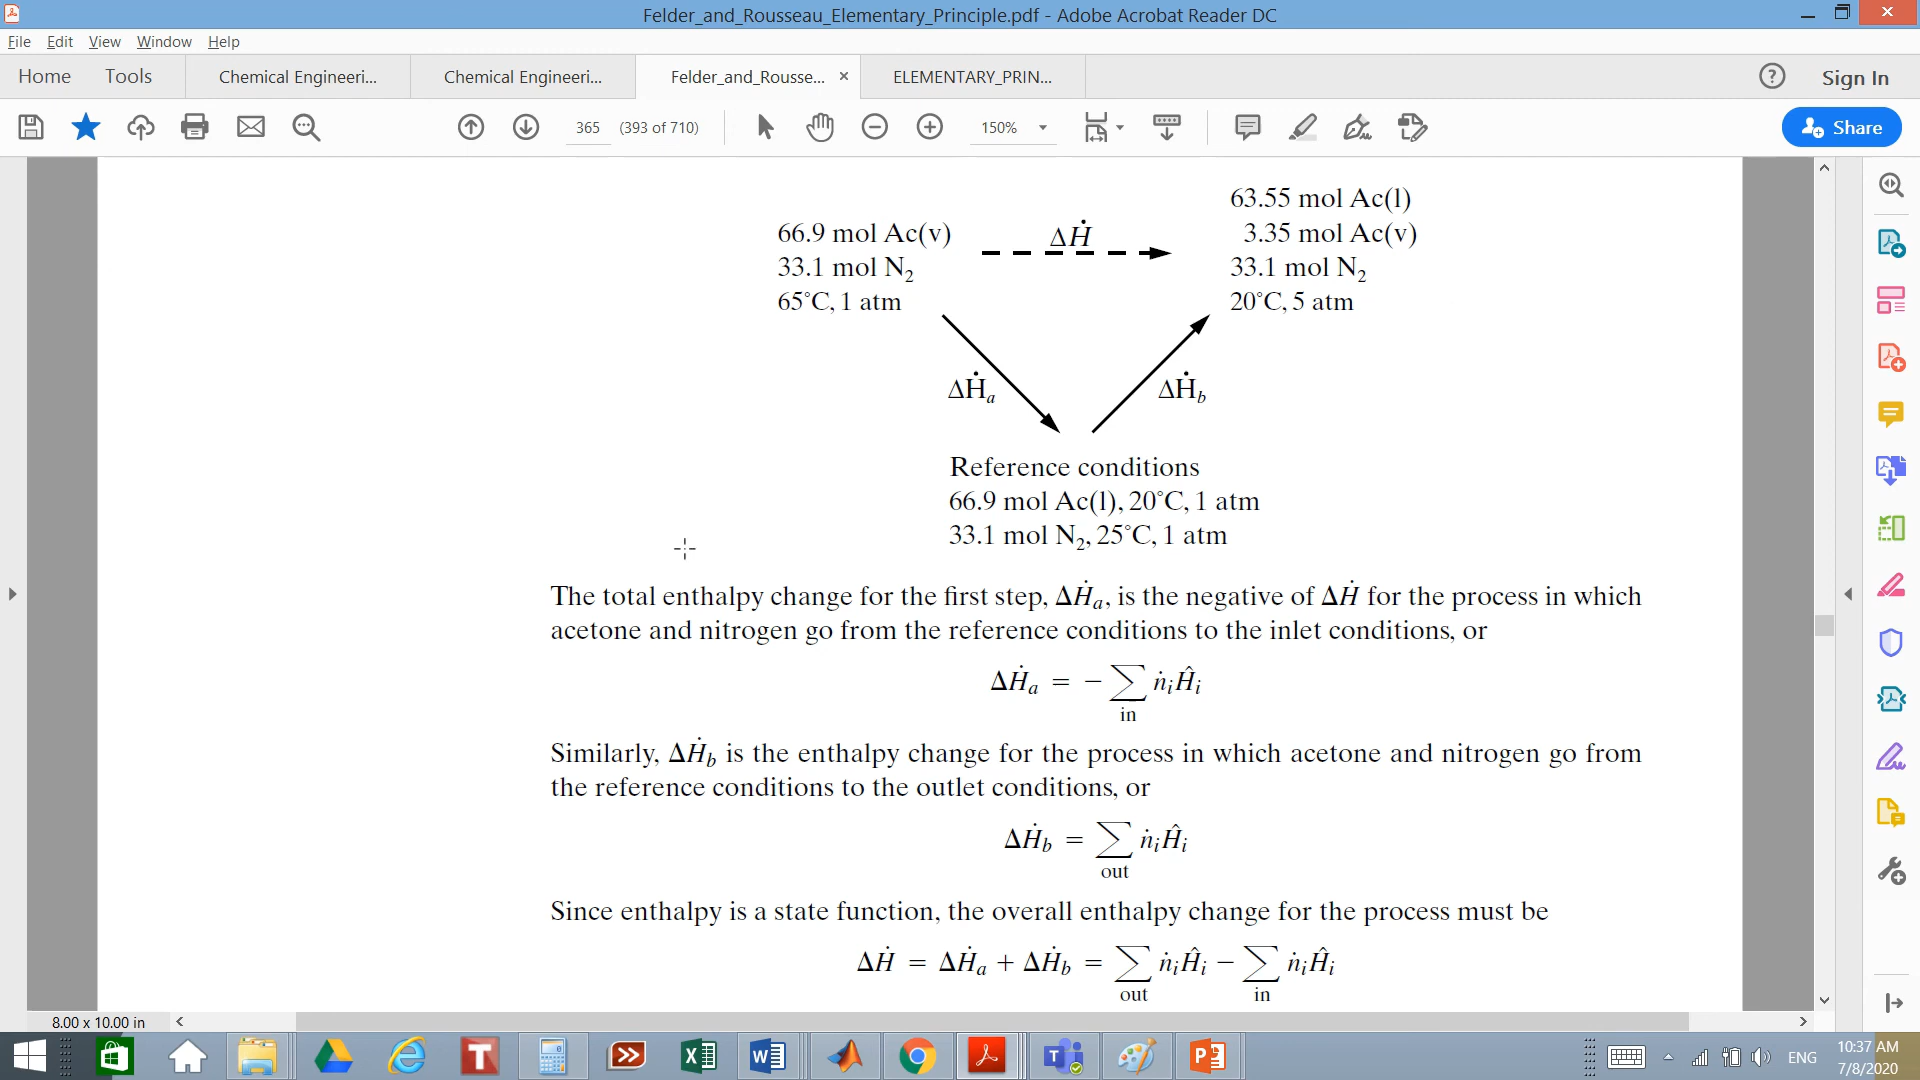 Felder_and_Rousseau_Elementary_Principle.pdf - Adobe Acrobat Reader DC
File Edit View Window Help
Home Tools Chemical Engineeri... Chemical Engineeri... Felder_and_Rousse... × ELEMENTARY_PRIN... Sign In
365 (393 of 710) 150% Share
63.55 mol Ac(l)
66.9 mol Ac(v) ΔḢ 3.35 mol Ac(v)
33.1 mol N₂ 33.1 mol N₂
65°C, 1 atm 20°C, 5 atm
ΔḢₐ ΔḢ_b
Reference conditions
66.9 mol Ac(l), 20°C, 1 atm
33.1 mol N₂, 25°C, 1 atm
The total enthalpy change for the first step, ΔḢₐ, is the negative of ΔḢ for the process in which
acetone and nitrogen go from the reference conditions to the inlet conditions, or
ΔḢₐ = − ∑ ṅᵢĤᵢ
in
Similarly, ΔḢ_b is the enthalpy change for the process in which acetone and nitrogen go from
the reference conditions to the outlet conditions, or
ΔḢ_b = ∑ ṅᵢĤᵢ
out
Since enthalpy is a state function, the overall enthalpy change for the process must be
ΔḢ = ΔḢₐ + ΔḢ_b = ∑ ṅᵢĤᵢ − ∑ ṅᵢĤᵢ
out in
8.00 x 10.00 in
ENG 10:37 AM
7/8/2020